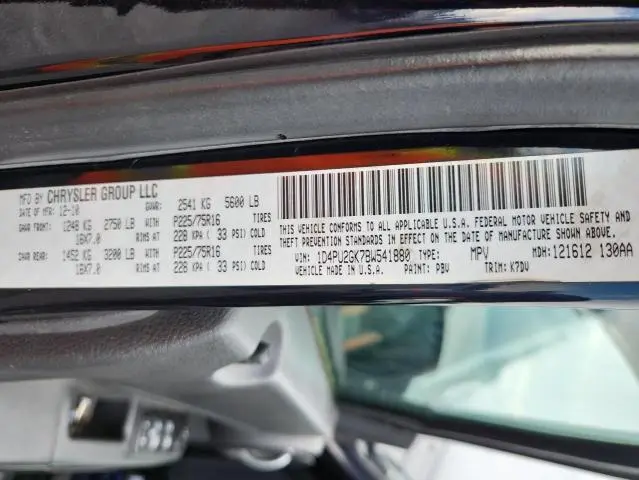 MFD BY CHRYSLER GROUP LLC
DATE OF MFR: 12-10 GVWR: 2541 KG 5600 LB
GAWR FRONT: 1248 KG 2750 LB WITH P225/75R16 TIRES
16X7.0 RIMS AT 228 KPA ( 33 PSI) COLD
GAWR REAR: 1452 KG 3200 LB WITH P225/75R16 TIRES
16X7.0 RIMS AT 228 KPA ( 33 PSI) COLD
THIS VEHICLE CONFORMS TO ALL APPLICABLE U.S.A. FEDERAL MOTOR VEHICLE SAFETY AND
THEFT PREVENTION STANDARDS IN EFFECT ON THE DATE OF MANUFACTURE SHOWN ABOVE.
VIN: 1D4PU2GK7BW541880 TYPE: MPV MDH: 121612 130AA
VEHICLE MADE IN U.S.A. PAINT: PBV TRIM: K7DV